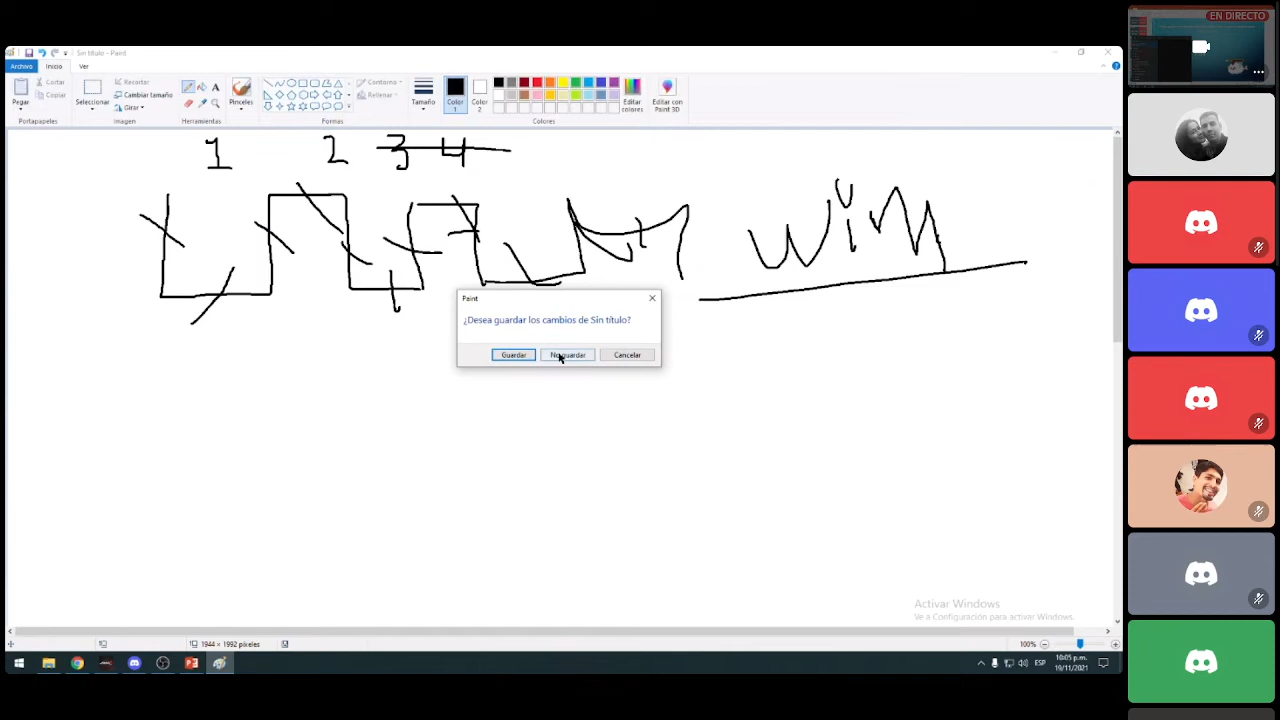 EN DIRECTO
Sin título - Paint
Archivo Inicio Ver
Pegar
Cortar
Copiar
Portapapeles
Seleccionar
Recortar
Cambiar tamaño
Girar
Imagen
Herramientas
Pinceles
Formas
Contorno
Rellenar
Tamaño
Color 1
Color 2
Editar colores
Editar con Paint 3D
Colores
1 2 3 4
Win
Paint
¿Desea guardar los cambios de Sin título?
Guardar No guardar Cancelar
Activar Windows
Ve a Configuración para activar Windows.
1944 × 1992 píxeles
100%
ESP
10:05 p.m.
19/11/2021